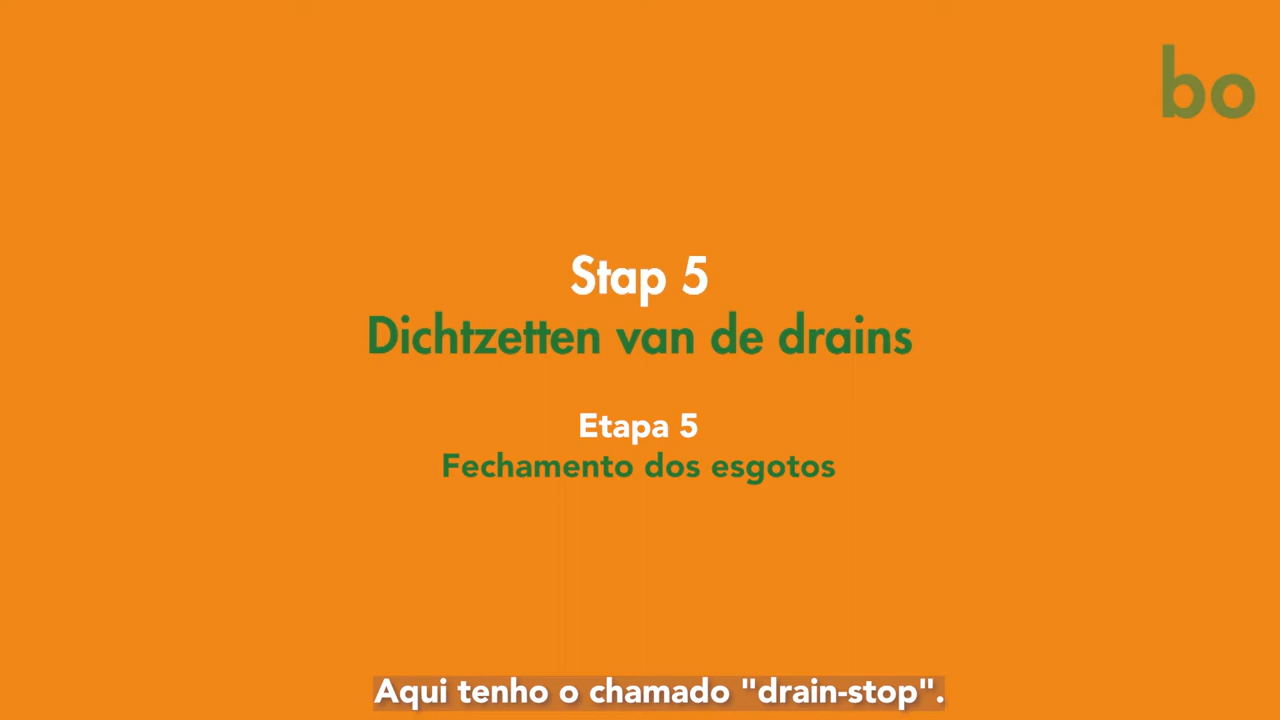 bo
Stap 5
Dichtzetten van de drains
Etapa 5
Fechamento dos esgotos
Aqui tenho o chamado "drain-stop".